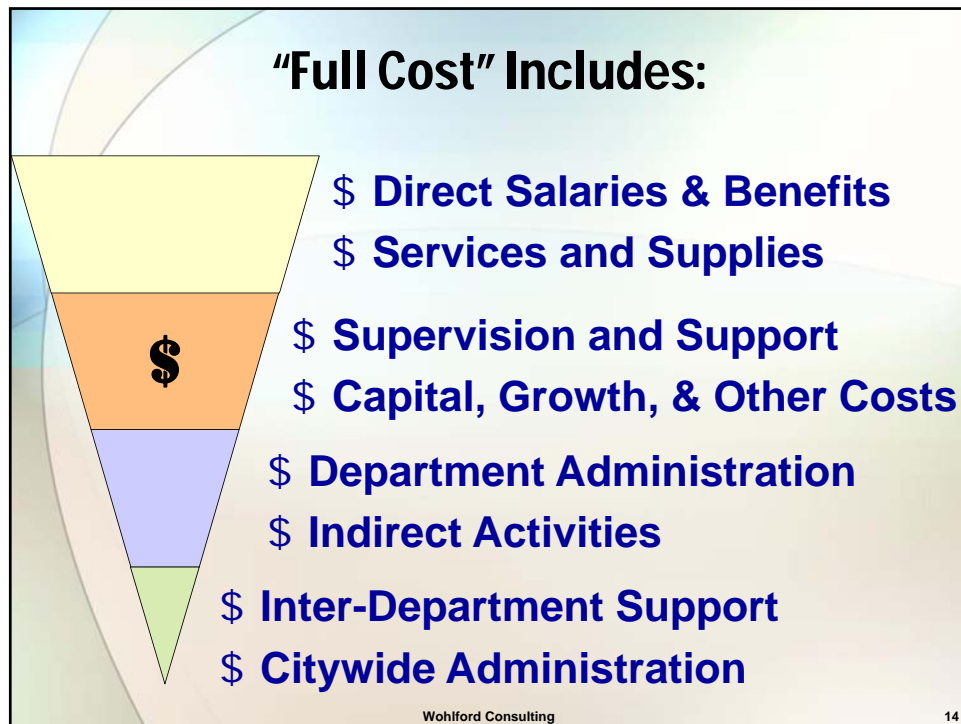 “Full Cost” Includes:
$ Direct Salaries & Benefits
$ Services and Supplies
$
$ Supervision and Support
$ Capital, Growth, & Other Costs
$ Department Administration
$ Indirect Activities
$ Inter-Department Support
$ Citywide Administration
Wohlford Consulting
14